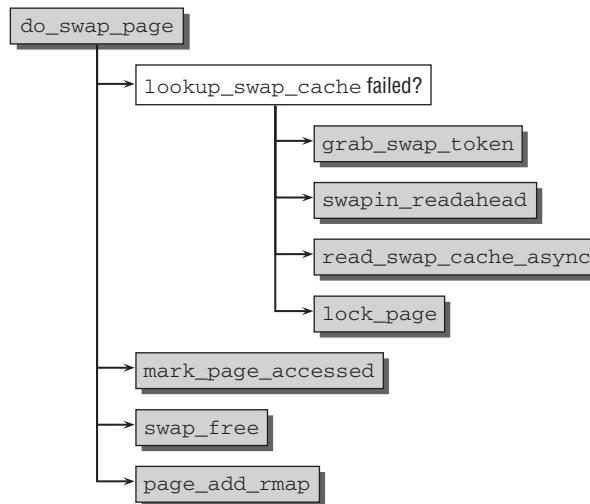 do_swap_page
lookup_swap_cache failed?
grab_swap_token
swapin_readahead
read_swap_cache_async
lock_page
mark_page_accessed
swap_free
page_add_rmap